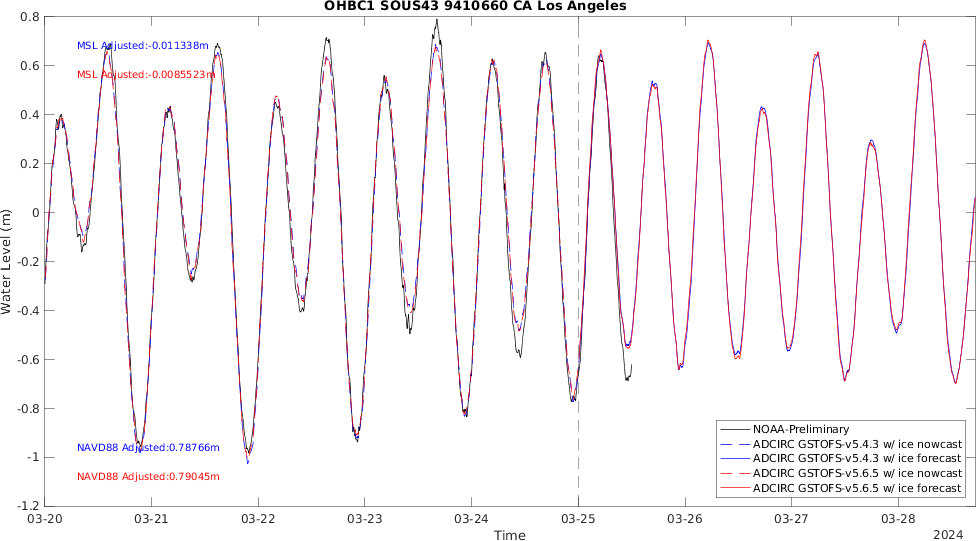 OHBC1 SOUS43 9410660 CA Los Angeles
0.8
0.6
0.4
0.2
0
-0.2
-0.4
-0.6
-0.8
-1
-1.2
Water Level (m)
MSL Adjusted:-0.011338m
MSL Adjusted:-0.0085523m
NAVD88 Adjusted:0.78766m
NAVD88 Adjusted:0.79045m
NOAA-Preliminary
ADCIRC GSTOFS-v5.4.3 w/ ice nowcast
ADCIRC GSTOFS-v5.4.3 w/ ice forecast
ADCIRC GSTOFS-v5.6.5 w/ ice nowcast
ADCIRC GSTOFS-v5.6.5 w/ ice forecast
03-20 03-21 03-22 03-23 03-24 03-25 03-26 03-27 03-28
Time
2024